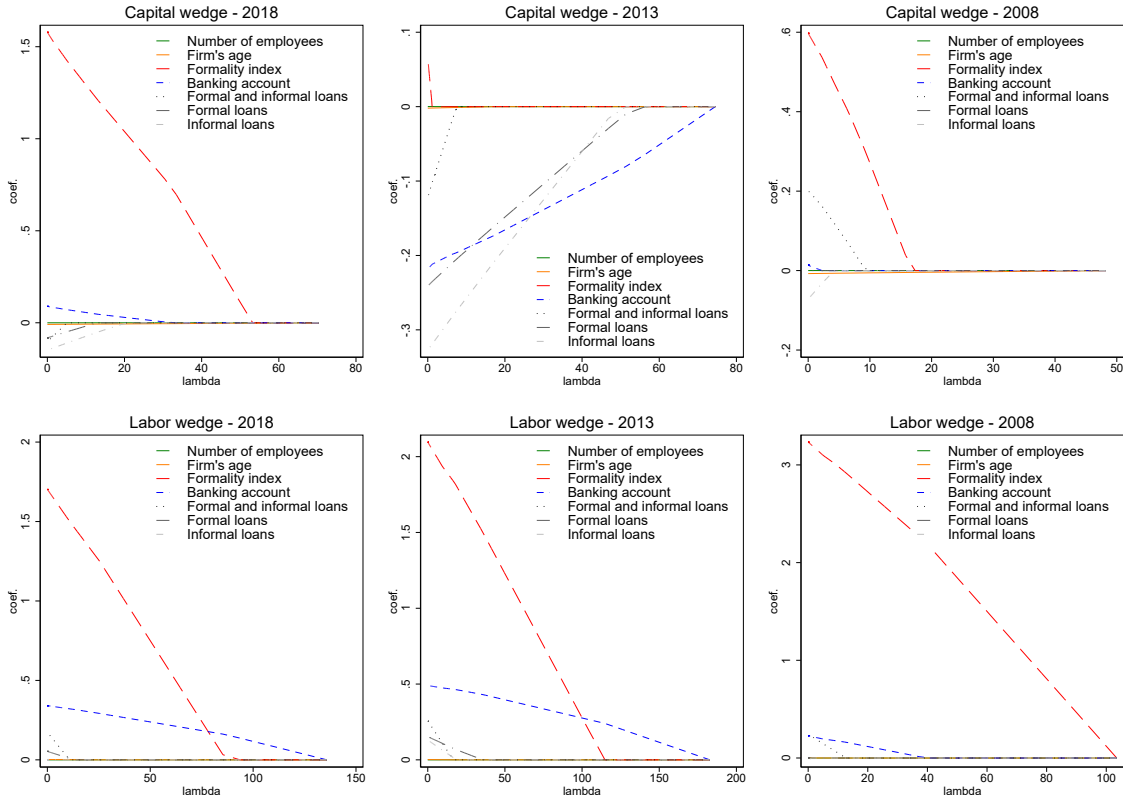 Capital wedge - 2018
Number of employees
Firm's age
Formality index
Banking account
Formal and informal loans
Formal loans
Informal loans
1.5
1
.5
0
coef.
0 20 40 60 80
lambda
Capital wedge - 2013
.1
0
-.1
-.2
-.3
coef.
Number of employees
Firm's age
Formality index
Banking account
Formal and informal loans
Formal loans
Informal loans
0 20 40 60 80
lambda
Capital wedge - 2008
Number of employees
Firm's age
Formality index
Banking account
Formal and informal loans
Formal loans
Informal loans
.6
.4
.2
0
-.2
coef.
0 10 20 30 40 50
lambda
Labor wedge - 2018
Number of employees
Firm's age
Formality index
Banking account
Formal and informal loans
Formal loans
Informal loans
2
1.5
1
.5
0
coef.
0 50 100 150
lambda
Labor wedge - 2013
Number of employees
Firm's age
Formality index
Banking account
Formal and informal loans
Formal loans
Informal loans
2
1.5
1
.5
0
coef.
0 50 100 150 200
lambda
Labor wedge - 2008
Number of employees
Firm's age
Formality index
Banking account
Formal and informal loans
Formal loans
Informal loans
3
2
1
0
coef.
0 20 40 60 80 100
lambda